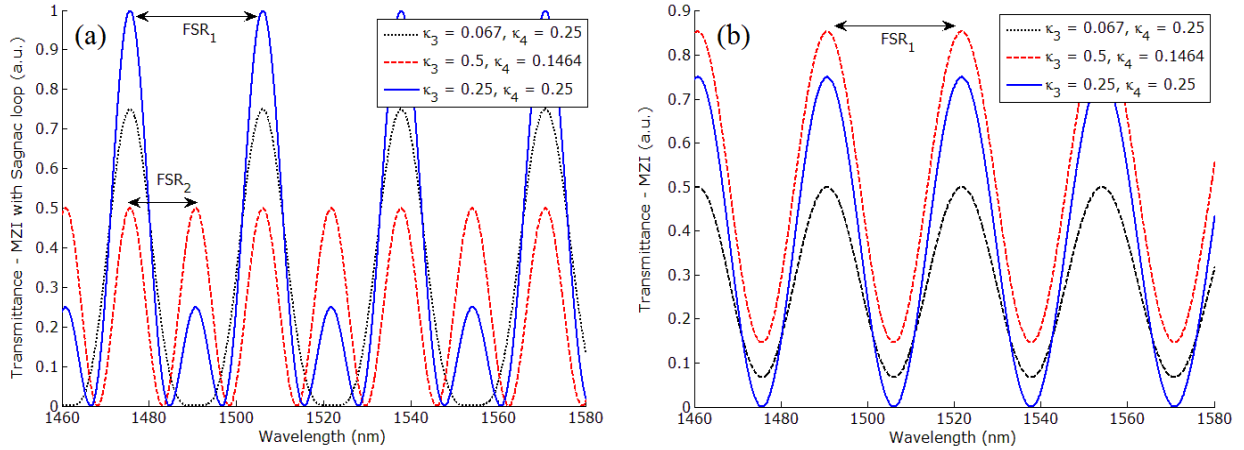 (a)
FSR1
FSR2
κ3 = 0.067, κ4 = 0.25
κ3 = 0.5, κ4 = 0.1464
κ3 = 0.25, κ4 = 0.25
Transmittance - MZI with Sagnac loop (a.u.)
1
0.9
0.8
0.7
0.6
0.5
0.4
0.3
0.2
0.1
0
1460 1480 1500 1520 1540 1560 1580
Wavelength (nm)
(b)
FSR1
κ3 = 0.067, κ4 = 0.25
κ3 = 0.5, κ4 = 0.1464
κ3 = 0.25, κ4 = 0.25
Transmittance - MZI (a.u.)
0.9
0.8
0.7
0.6
0.5
0.4
0.3
0.2
0.1
0
1460 1480 1500 1520 1540 1560 1580
Wavelength (nm)